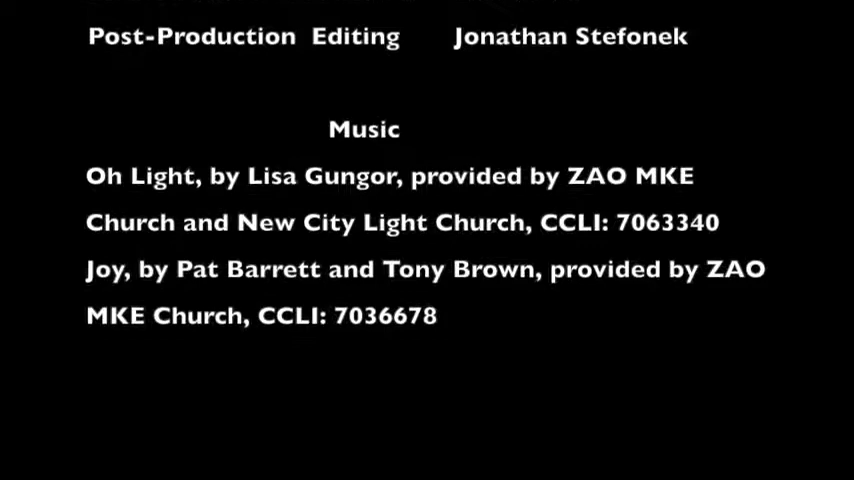 Post-Production Editing Jonathan Stefonek
Music
Oh Light, by Lisa Gungor, provided by ZAO MKE
Church and New City Light Church, CCLI: 7063340
Joy, by Pat Barrett and Tony Brown, provided by ZAO
MKE Church, CCLI: 7036678